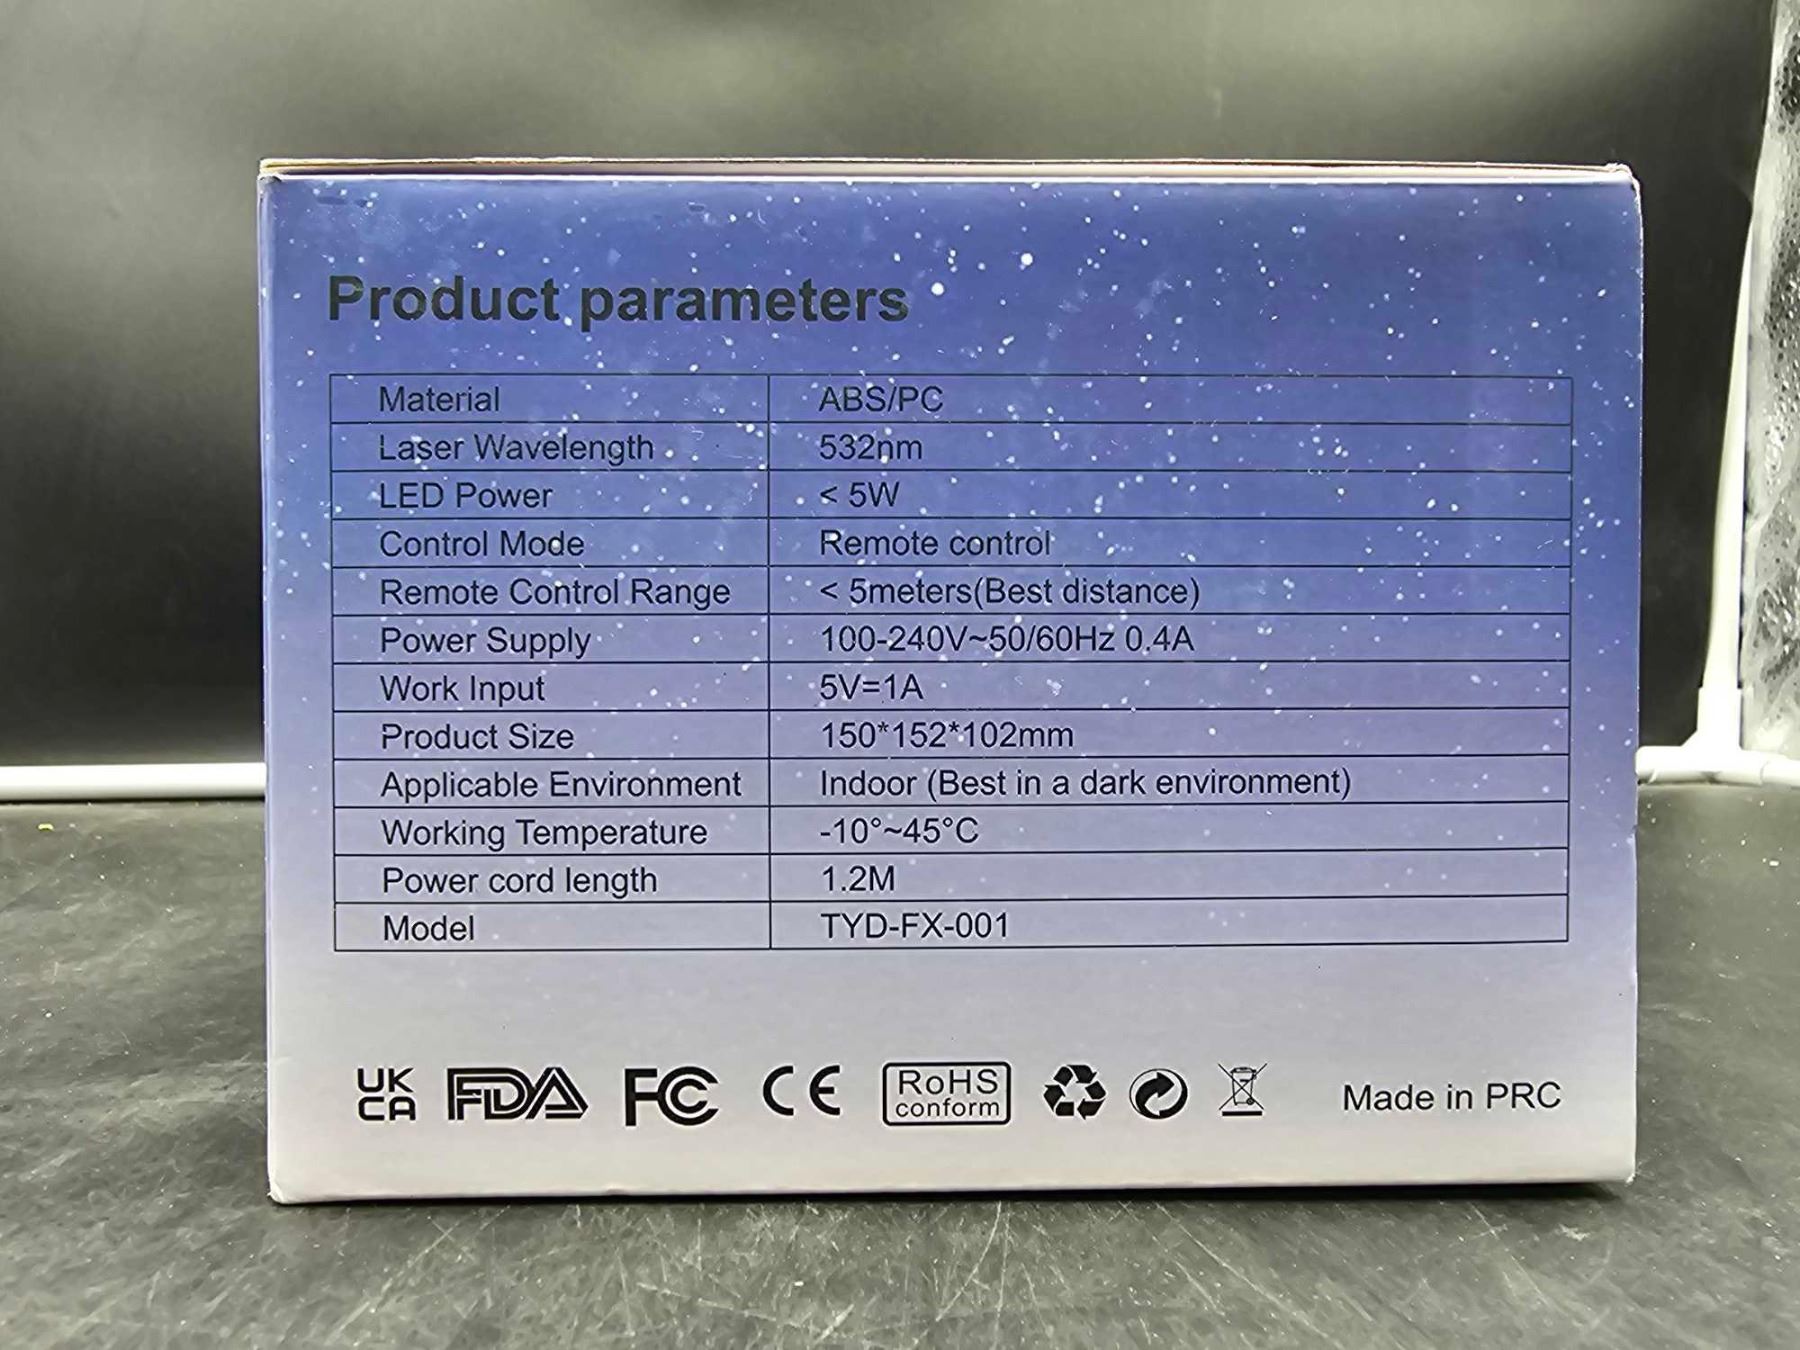 Product parameters
Material ABS/PC
Laser Wavelength 532nm
LED Power < 5W
Control Mode Remote control
Remote Control Range < 5meters(Best distance)
Power Supply 100-240V~50/60Hz 0.4A
Work Input 5V=1A
Product Size 150*152*102mm
Applicable Environment Indoor (Best in a dark environment)
Working Temperature -10°~45°C
Power cord length 1.2M
Model TYD-FX-001
UK CA FDA FC CE RoHS conform Made in PRC